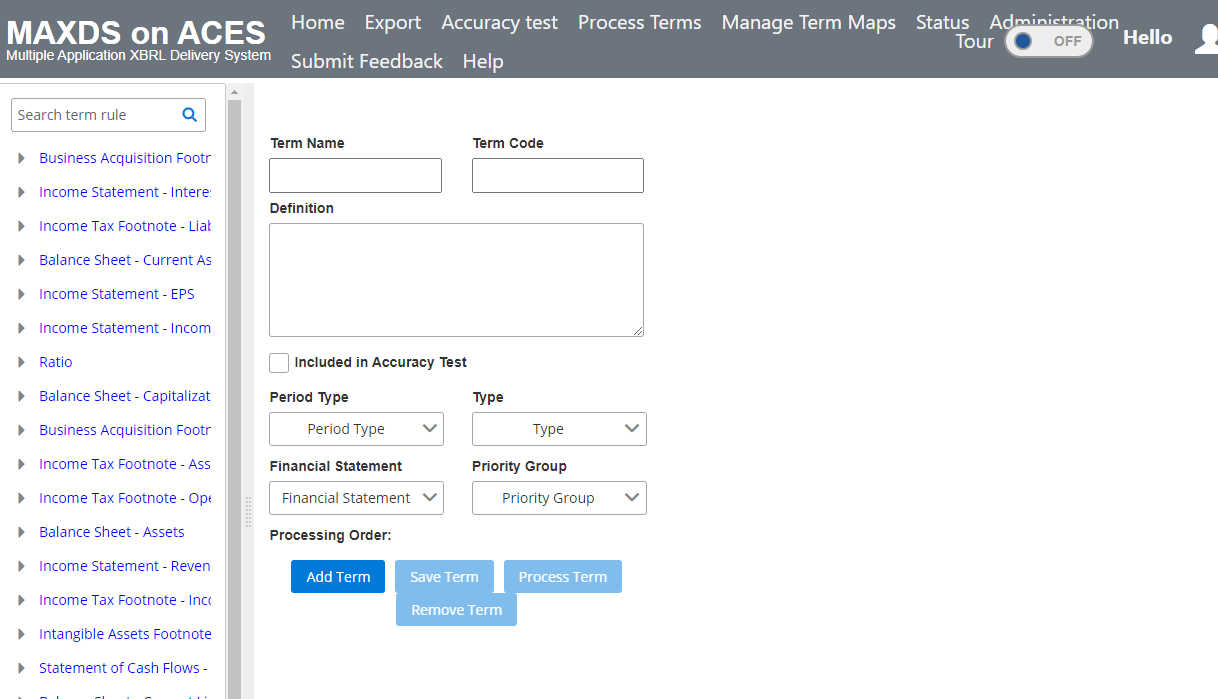 MAXDS on ACES
Multiple Application XBRL Delivery System
Home Export Accuracy test Process Terms Manage Term Maps Status Administration
Submit Feedback Help
Tour OFF Hello
Search term rule
Business Acquisition Footn
Income Statement - Interes
Income Tax Footnote - Liab
Balance Sheet - Current As
Income Statement - EPS
Income Statement - Incom
Ratio
Balance Sheet - Capitalizat
Business Acquisition Footn
Income Tax Footnote - Ass
Income Tax Footnote - Ope
Balance Sheet - Assets
Income Statement - Reven
Income Tax Footnote - Inco
Intangible Assets Footnote
Statement of Cash Flows -
Term Name Term Code
Definition
Included in Accuracy Test
Period Type Type
Period Type Type
Financial Statement Priority Group
Financial Statement Priority Group
Processing Order:
Add Term Save Term Process Term
Remove Term